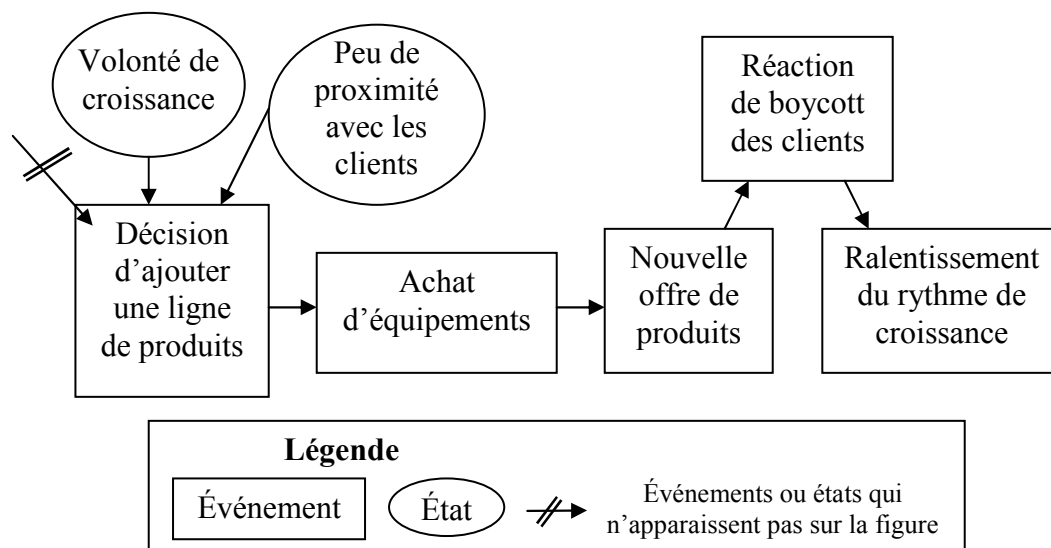 Volonté de
croissance
Peu de
proximité
avec les
clients
Réaction
de boycott
des clients
Décision
d’ajouter
une ligne
de produits
Achat
d’équipements
Nouvelle
offre de
produits
Ralentissement
du rythme de
croissance
Légende
Événement
État
Événements ou états qui
n’apparaissent pas sur la figure